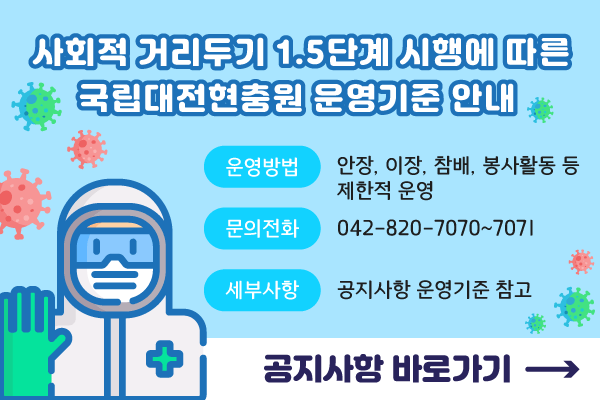 사회적 거리두기 1.5단계 시행에 따른
국립대전현충원 운영기준 안내
운영방법
안장, 이장, 참배, 봉사활동 등
제한적 운영
문의전화
042-820-7070~7071
세부사항
공지사항 운영기준 참고
공지사항 바로가기